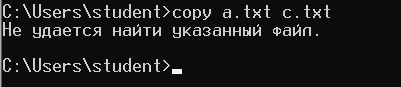 C:\Users\student>copy a.txt c.txt
Не удается найти указанный файл.
C:\Users\student>_